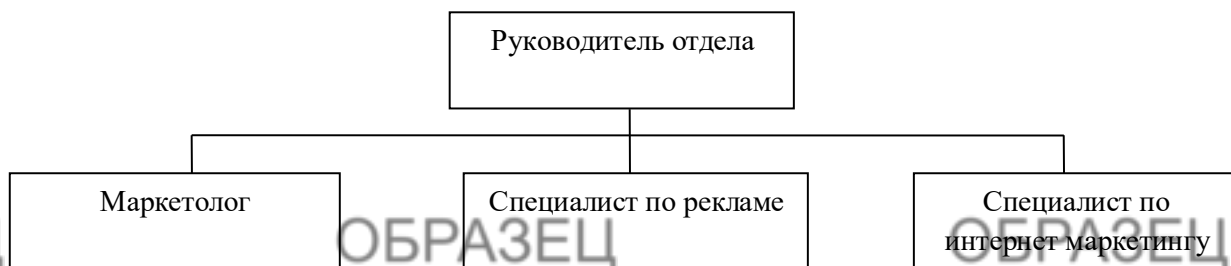 Руководитель отдела
Маркетолог
Специалист по рекламе
Специалист по
интернет маркетингу
ОБРАЗЕЦ
ОБРАЗЕЦ